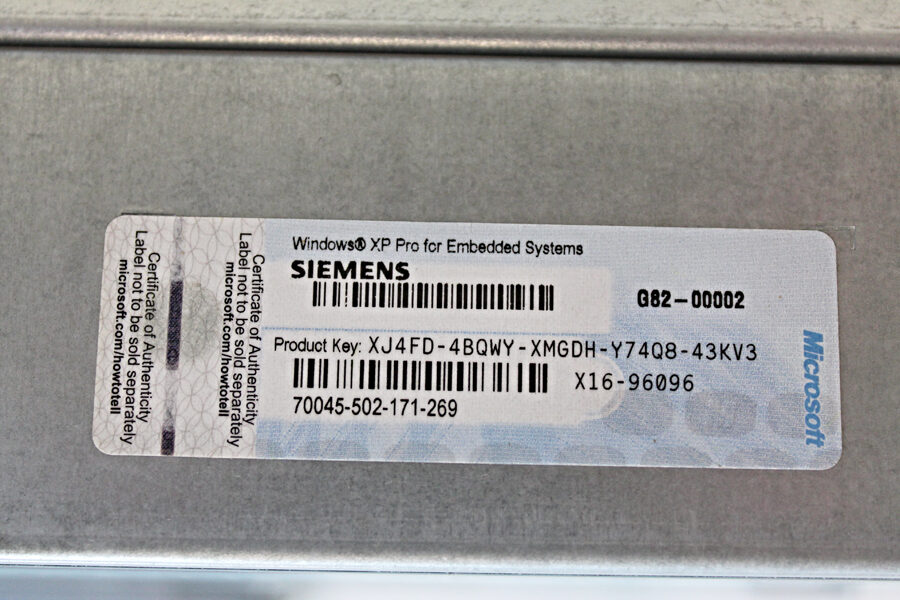 Certificate of Authenticity
Label not to be sold separately
microsoft.com/howtotell
Certificate of Authenticity
Label not to be sold separately
microsoft.com/howtotell
Windows® XP Pro for Embedded Systems
SIEMENS
G82-00002
Product Key: XJ4FD-4BQWY-XMGDH-Y74Q8-43KV3
X16-96096
70045-502-171-269
Microsoft